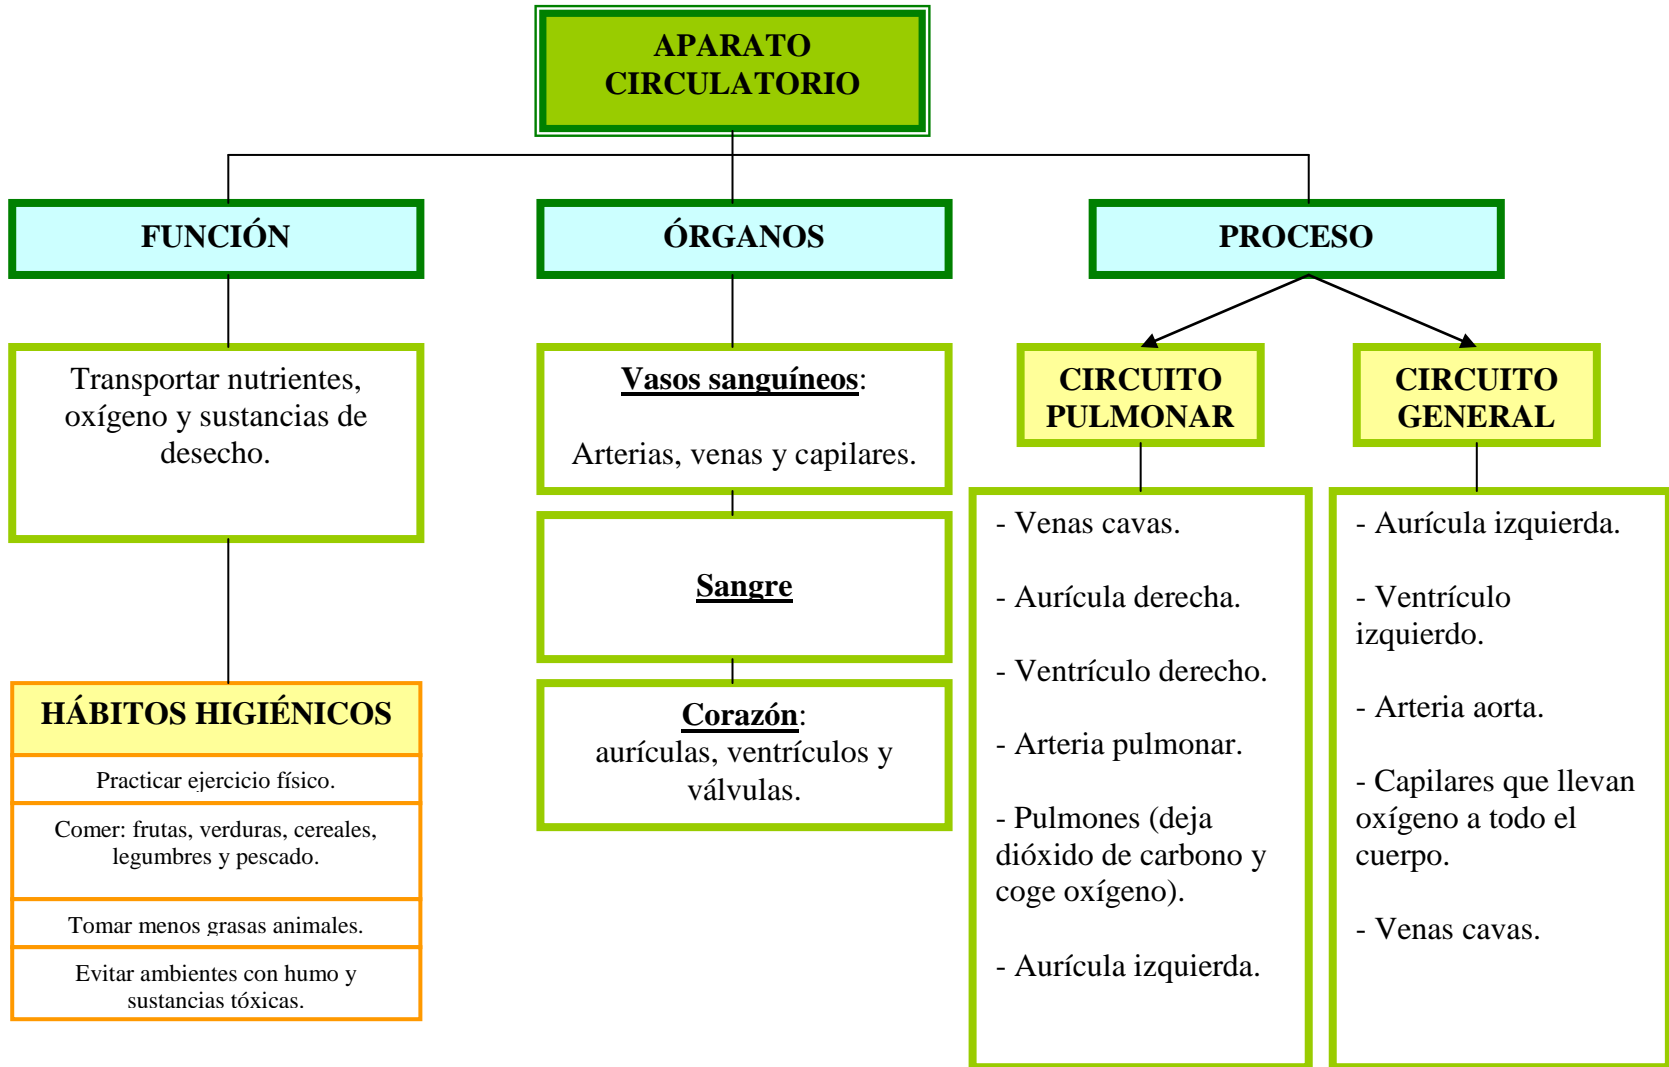 APARATO
CIRCULATORIO
FUNCIÓN
ÓRGANOS
PROCESO
Transportar nutrientes,
oxígeno y sustancias de
desecho.
HÁBITOS HIGIÉNICOS
Practicar ejercicio físico.
Comer: frutas, verduras, cereales,
legumbres y pescado.
Tomar menos grasas animales.
Evitar ambientes con humo y
sustancias tóxicas.
Vasos sanguíneos:
Arterias, venas y capilares.
Sangre
Corazón:
aurículas, ventrículos y
válvulas.
CIRCUITO
PULMONAR
- Venas cavas.
- Aurícula derecha.
- Ventrículo derecho.
- Arteria pulmonar.
- Pulmones (deja
dióxido de carbono y
coge oxígeno).
- Aurícula izquierda.
CIRCUITO
GENERAL
- Aurícula izquierda.
- Ventrículo
izquierdo.
- Arteria aorta.
- Capilares que llevan
oxígeno a todo el
cuerpo.
- Venas cavas.